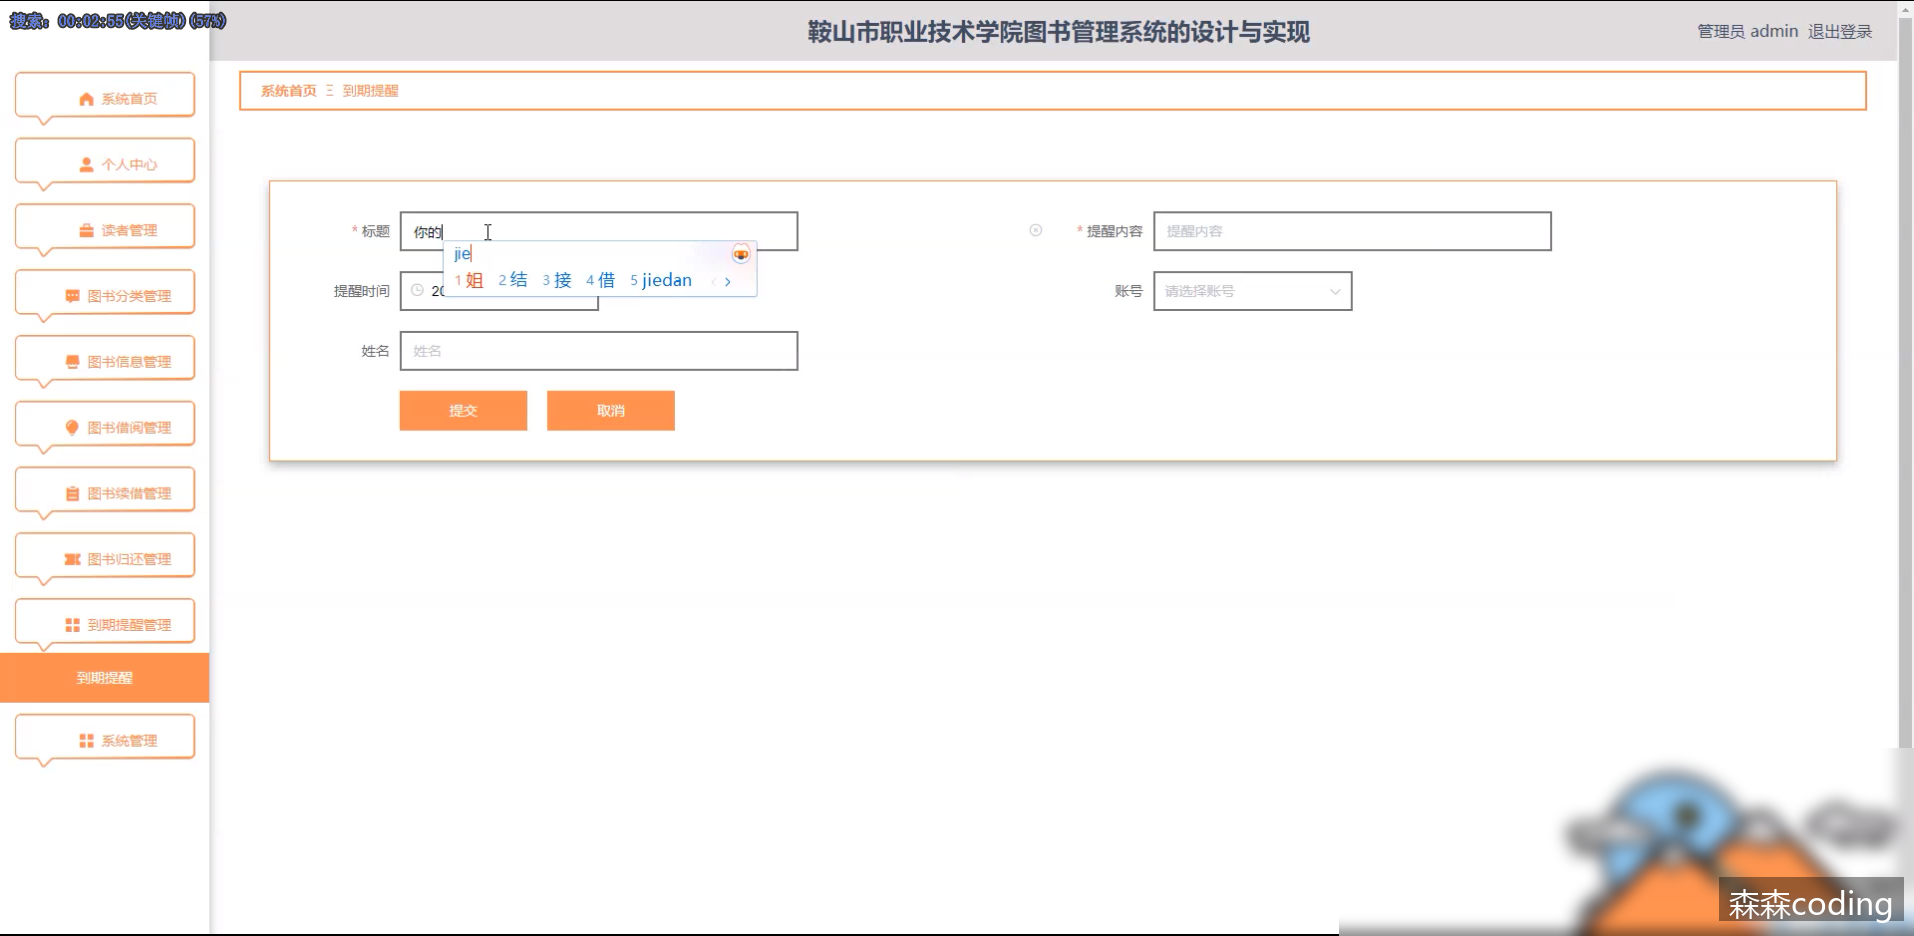 搜索: 00:02:55(关键帧)(57%)
鞍山市职业技术学院图书管理系统的设计与实现
管理员 admin 退出登录
系统首页
个人中心
读者管理
图书分类管理
图书信息管理
图书借阅管理
图书续借管理
图书归还管理
到期提醒管理
到期提醒
系统管理
系统首页 Ξ 到期提醒
* 标题 你的
jie
1 姐 2 结 3 接 4 借 5 jiedan
* 提醒内容 提醒内容
提醒时间 20
账号 请选择账号
姓名 姓名
提交 取消
森森coding